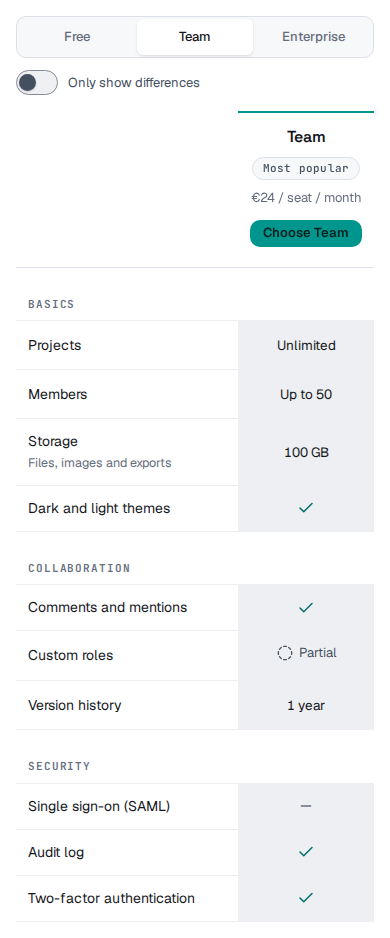 Free
Team
Enterprise
Only show differences
Team
Most popular
€24 / seat / month
Choose Team
BASICS
Projects
Unlimited
Members
Up to 50
Storage
Files, images and exports
100 GB
Dark and light themes
COLLABORATION
Comments and mentions
Custom roles
Partial
Version history
1 year
SECURITY
Single sign-on (SAML)
—
Audit log
Two-factor authentication